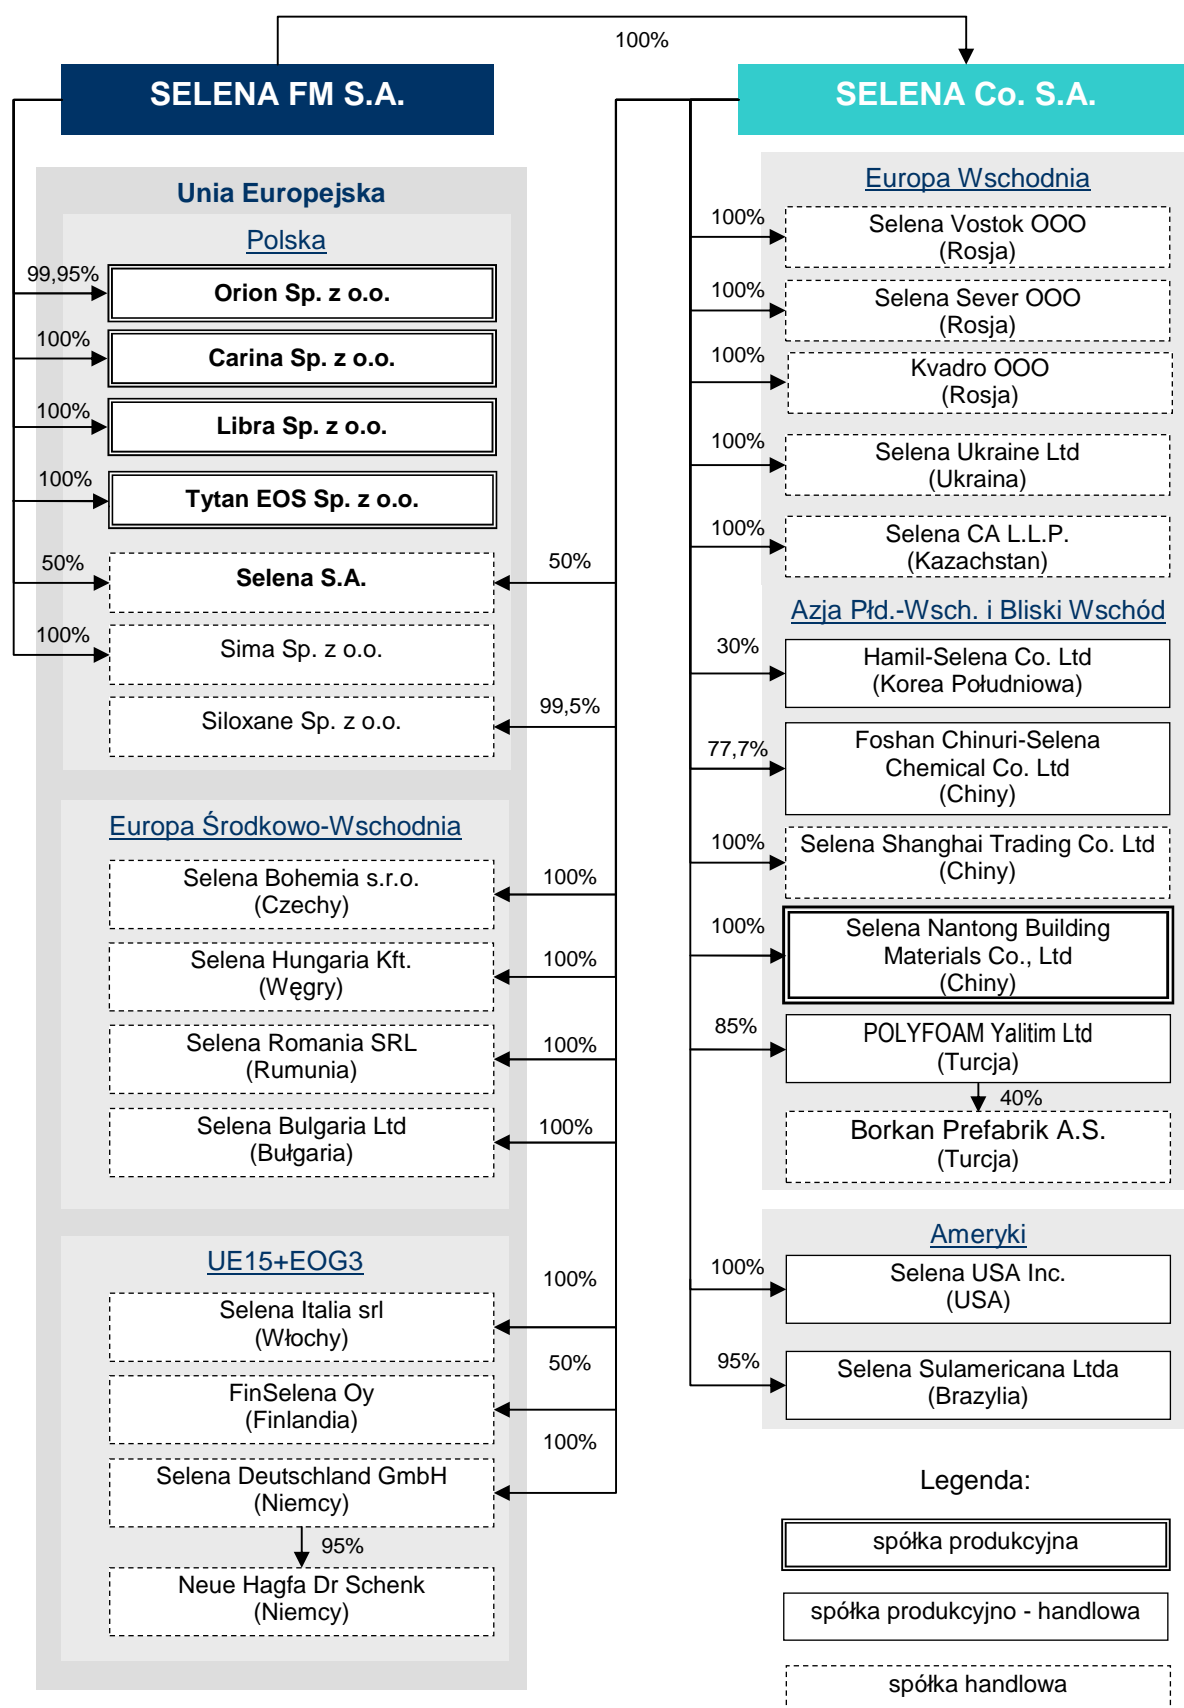 100%
SELENA FM S.A.
SELENA Co. S.A.
Unia Europejska
Polska
99,95%
Orion Sp. z o.o.
100%
Carina Sp. z o.o.
100%
Libra Sp. z o.o.
100%
Tytan EOS Sp. z o.o.
50%
Selena S.A.
50%
100%
Sima Sp. z o.o.
Siloxane Sp. z o.o.
99,5%
Europa Środkowo-Wschodnia
Selena Bohemia s.r.o.
(Czechy)
100%
Selena Hungaria Kft.
(Węgry)
100%
Selena Romania SRL
(Rumunia)
100%
Selena Bulgaria Ltd
(Bułgaria)
100%
UE15+EOG3
100%
Selena Italia srl
(Włochy)
50%
FinSelena Oy
(Finlandia)
100%
Selena Deutschland GmbH
(Niemcy)
95%
Neue Hagfa Dr Schenk
(Niemcy)
Europa Wschodnia
100%
Selena Vostok OOO
(Rosja)
100%
Selena Sever OOO
(Rosja)
100%
Kvadro OOO
(Rosja)
100%
Selena Ukraine Ltd
(Ukraina)
100%
Selena CA L.L.P.
(Kazachstan)
Azja Płd.-Wsch. i Bliski Wschód
30%
Hamil-Selena Co. Ltd
(Korea Południowa)
77,7%
Foshan Chinuri-Selena
Chemical Co. Ltd
(Chiny)
100%
Selena Shanghai Trading Co. Ltd
(Chiny)
100%
Selena Nantong Building
Materials Co., Ltd
(Chiny)
85%
POLYFOAM Yalitim Ltd
(Turcja)
40%
Borkan Prefabrik A.S.
(Turcja)
Ameryki
100%
Selena USA Inc.
(USA)
95%
Selena Sulamericana Ltda
(Brazylia)
Legenda:
spółka produkcyjna
spółka produkcyjno - handlowa
spółka handlowa